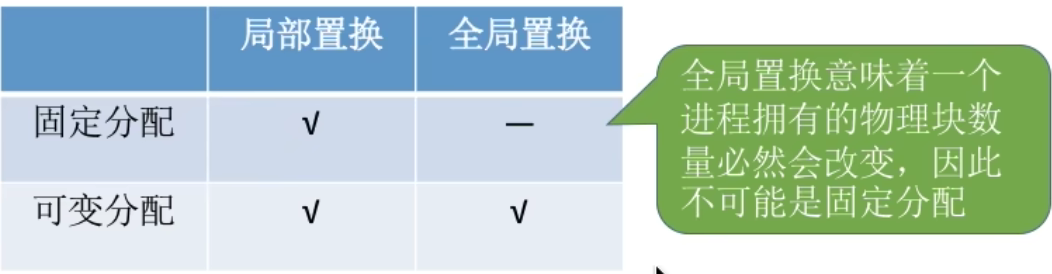 局部置换 全局置换
固定分配 √ —
可变分配 √ √
全局置换意味着一个
进程拥有的物理块数
量必然会改变，因此
不可能是固定分配